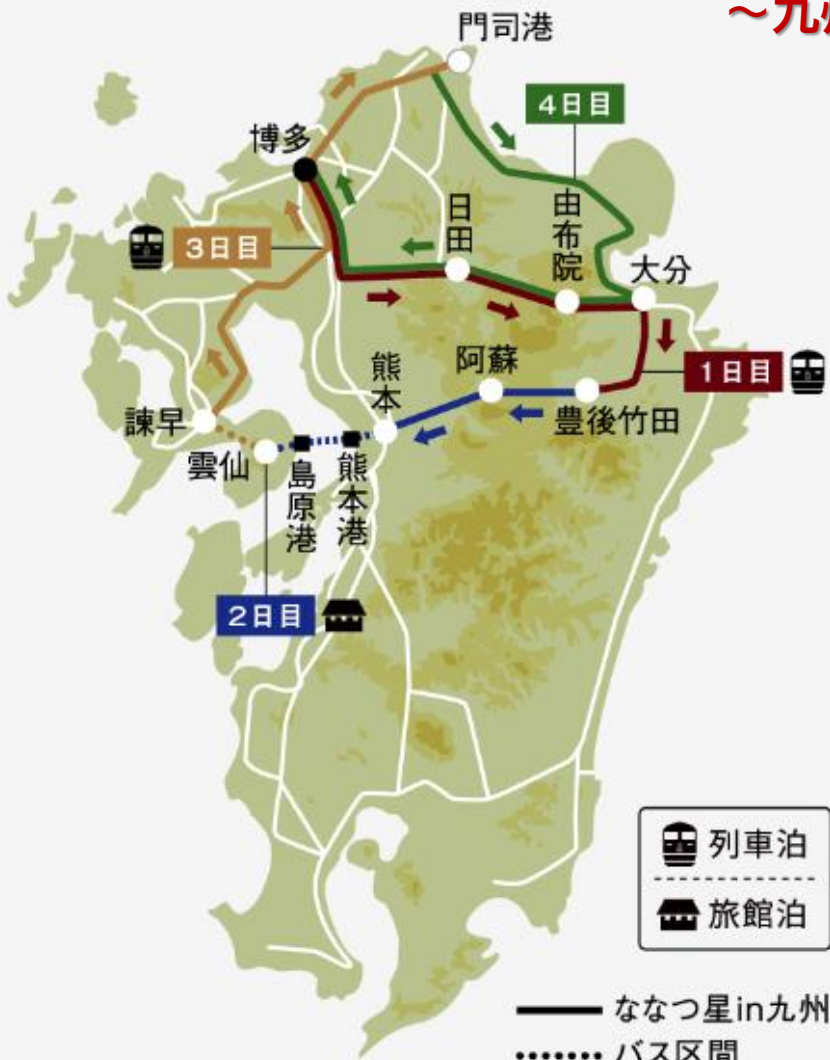 ～九州
門司港
4日目
博多
日田
由布院
3日目
大分
1日目
阿蘇
熊本
豊後竹田
諫早
雲仙
島原港
熊本港
2日目
列車泊
旅館泊
ななつ星in九州
バス区間